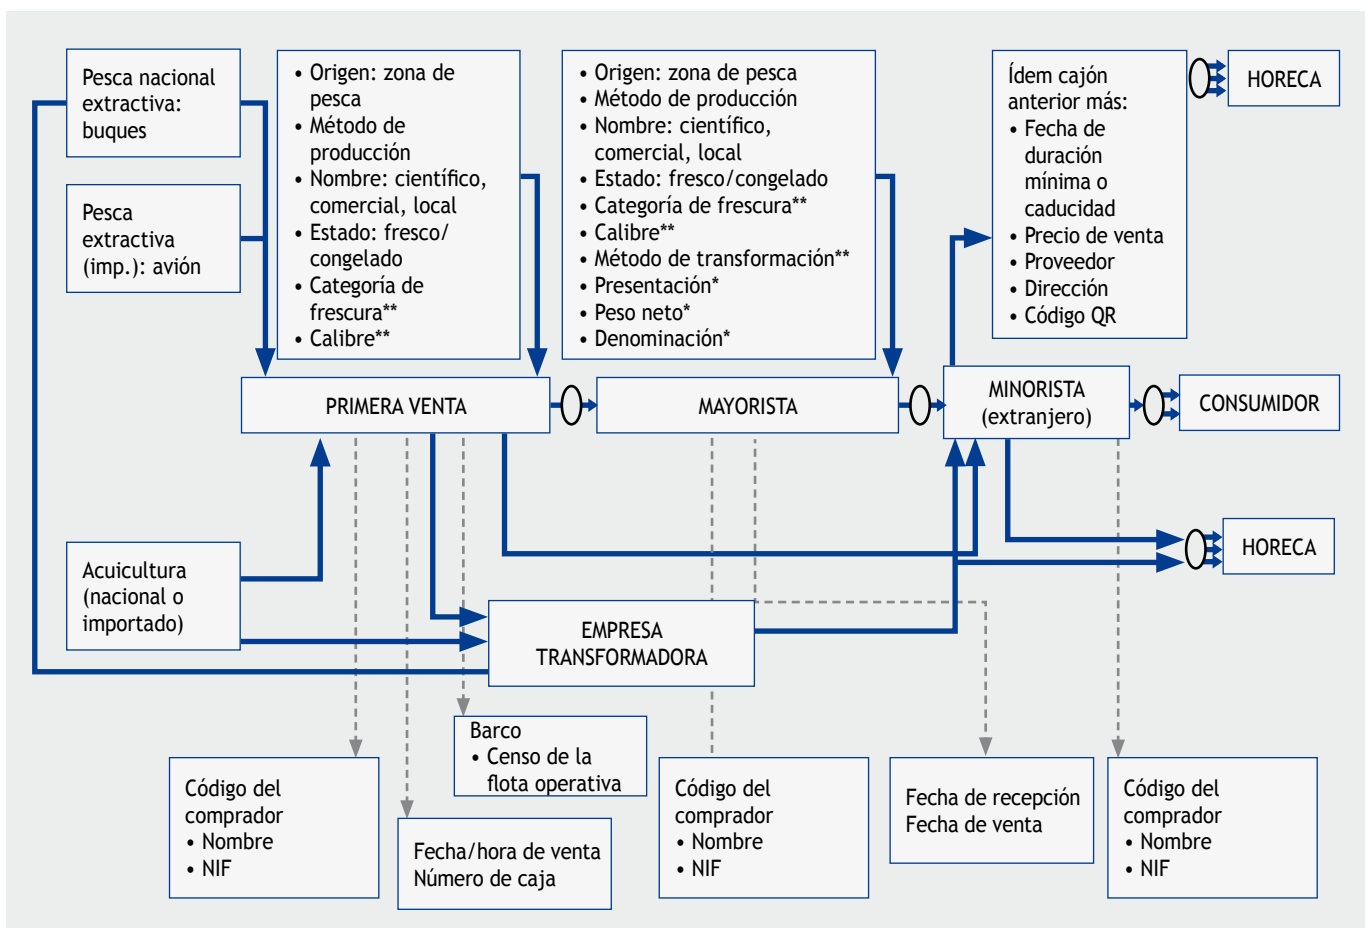 Pesca nacional
extractiva:
buques
Pesca
extractiva
(imp.): avión
• Origen: zona de
pesca
• Método de
producción
• Nombre: científico,
comercial, local
• Estado: fresco/
congelado
• Categoría de
frescura**
• Calibre**
• Origen: zona de pesca
• Método de producción
• Nombre: científico,
comercial, local
• Estado: fresco/congelado
• Categoría de frescura**
• Calibre**
• Método de transformación**
• Presentación*
• Peso neto*
• Denominación*
Ídem cajón
anterior más:
• Fecha de
duración
mínima o
caducidad
• Precio de venta
• Proveedor
• Dirección
• Código QR
HORECA
PRIMERA VENTA
MAYORISTA
MINORISTA
(extranjero)
CONSUMIDOR
Acuicultura
(nacional o
importado)
EMPRESA
TRANSFORMADORA
HORECA
Código del
comprador
• Nombre
• NIF
Fecha/hora de venta
Número de caja
Barco
• Censo de la
flota operativa
Código del
comprador
• Nombre
• NIF
Fecha de recepción
Fecha de venta
Código del
comprador
• Nombre
• NIF